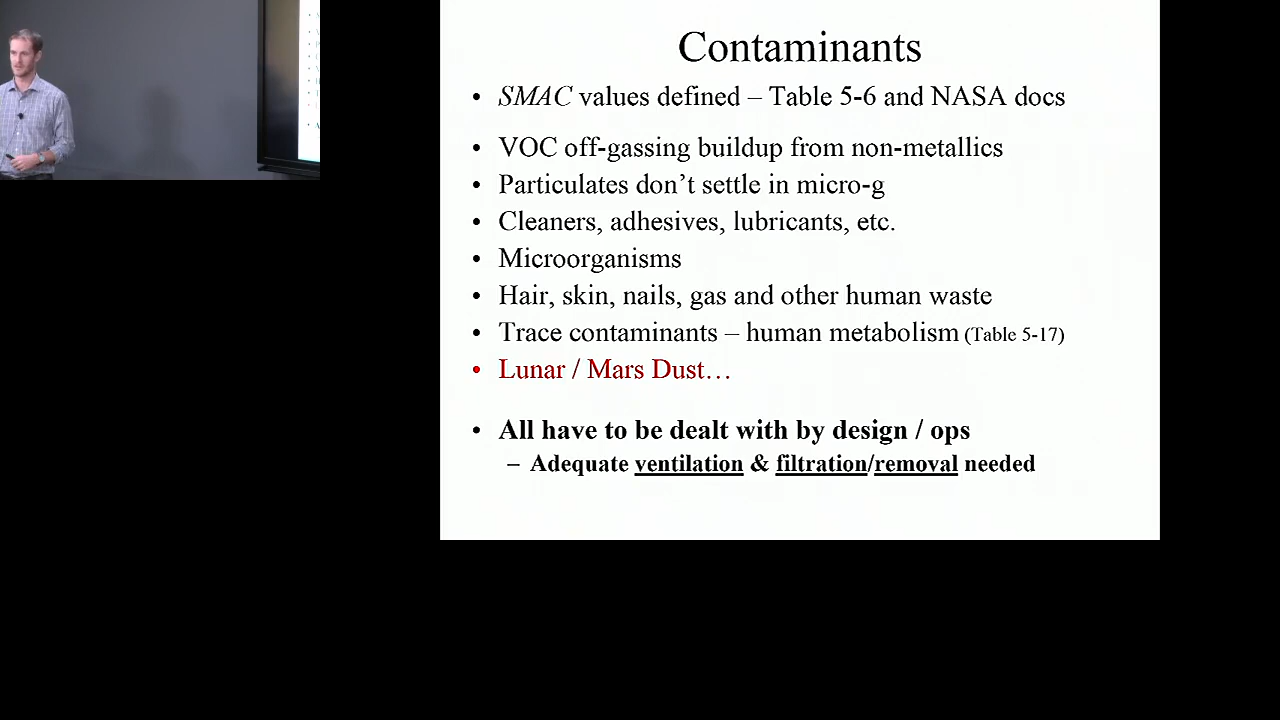 Contaminants
• SMAC values defined – Table 5-6 and NASA docs
• VOC off-gassing buildup from non-metallics
• Particulates don’t settle in micro-g
• Cleaners, adhesives, lubricants, etc.
• Microorganisms
• Hair, skin, nails, gas and other human waste
• Trace contaminants – human metabolism (Table 5-17)
• Lunar / Mars Dust…
• All have to be dealt with by design / ops
– Adequate ventilation & filtration/removal needed